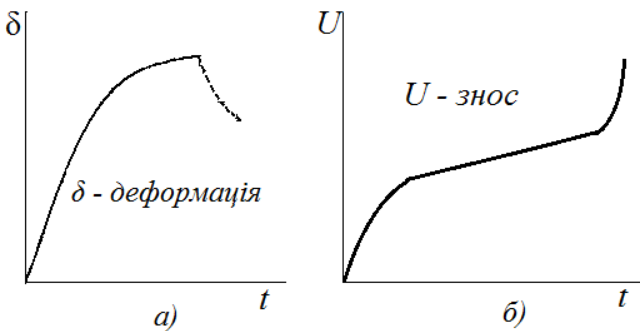 δ
δ - деформація
t
а)
U
U - знос
t
б)